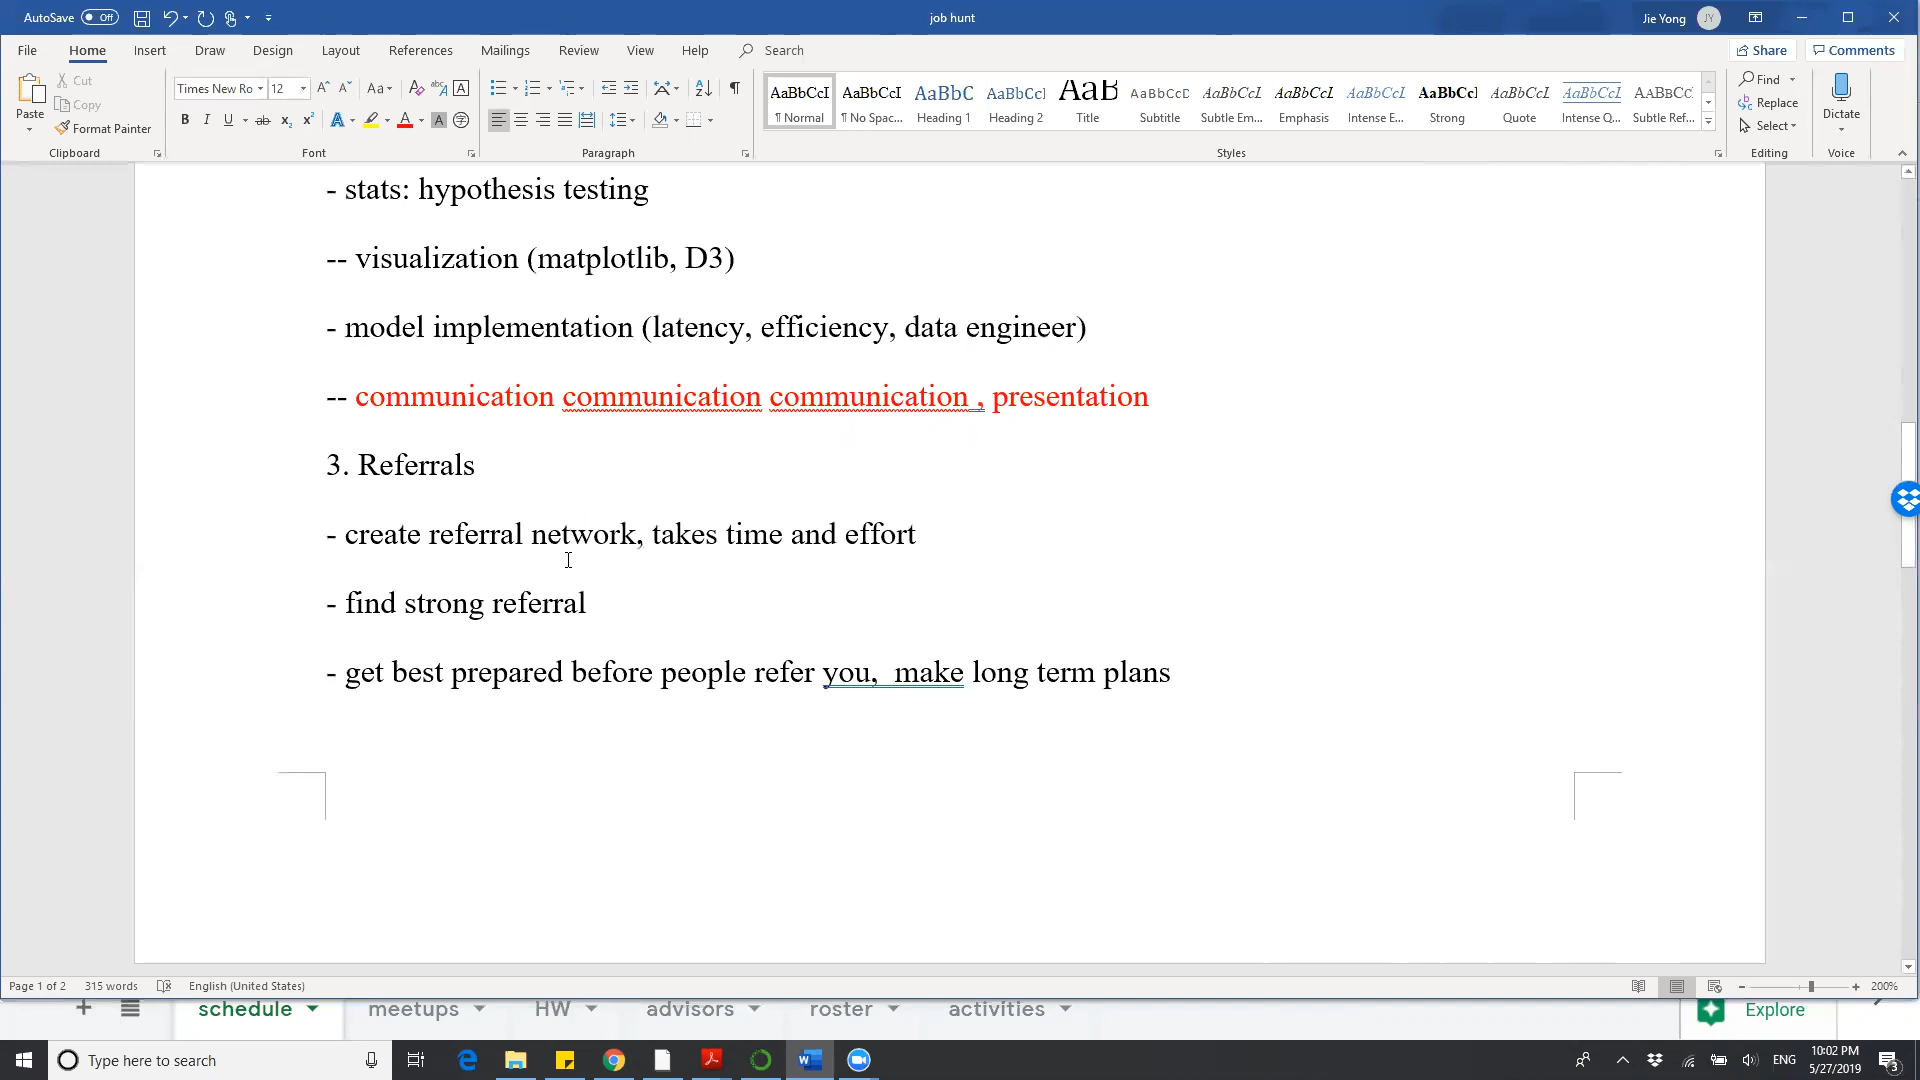 AutoSave Off job hunt Jie Yong JY
File Home Insert Draw Design Layout References Mailings Review View Help Search Share Comments
Paste Cut Copy Format Painter
Times New Ro 12 Aa
AaBbCcI AaBbCcI AaBbC AaBbCcI AaB AaBbCcD AaBbCcI AaBbCcI AaBbCcI AaBbCcI AaBbCcI AaBbCcI AaBbCcI
¶ Normal ¶ No Spac... Heading 1 Heading 2 Title Subtitle Subtle Em... Emphasis Intense E... Strong Quote Intense Q... Subtle Ref...
Find Replace Select Dictate
Clipboard Font Paragraph Styles Editing Voice
- stats: hypothesis testing
-- visualization (matplotlib, D3)
- model implementation (latency, efficiency, data engineer)
-- communication communication communication , presentation
3. Referrals
- create referral network, takes time and effort
- find strong referral
- get best prepared before people refer you,  make long term plans
Page 1 of 2 315 words English (United States) 200%
schedule meetups HW advisors roster activities Explore
Type here to search ENG 10:02 PM
5/27/2019 3